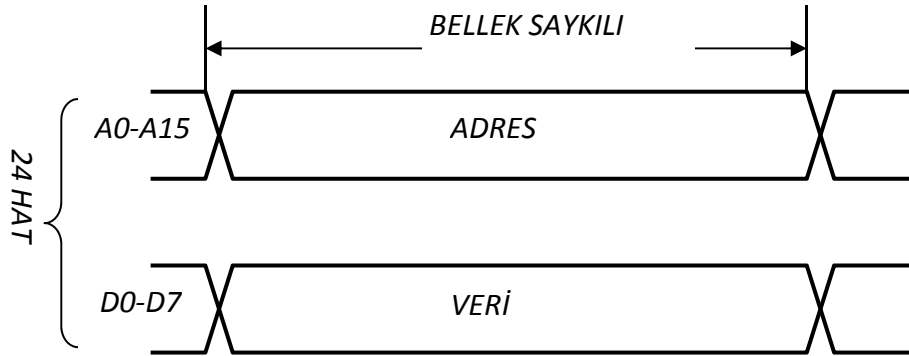 BELLEK SAYKILI
A0-A15
ADRES
24 HAT
D0-D7
VERİ